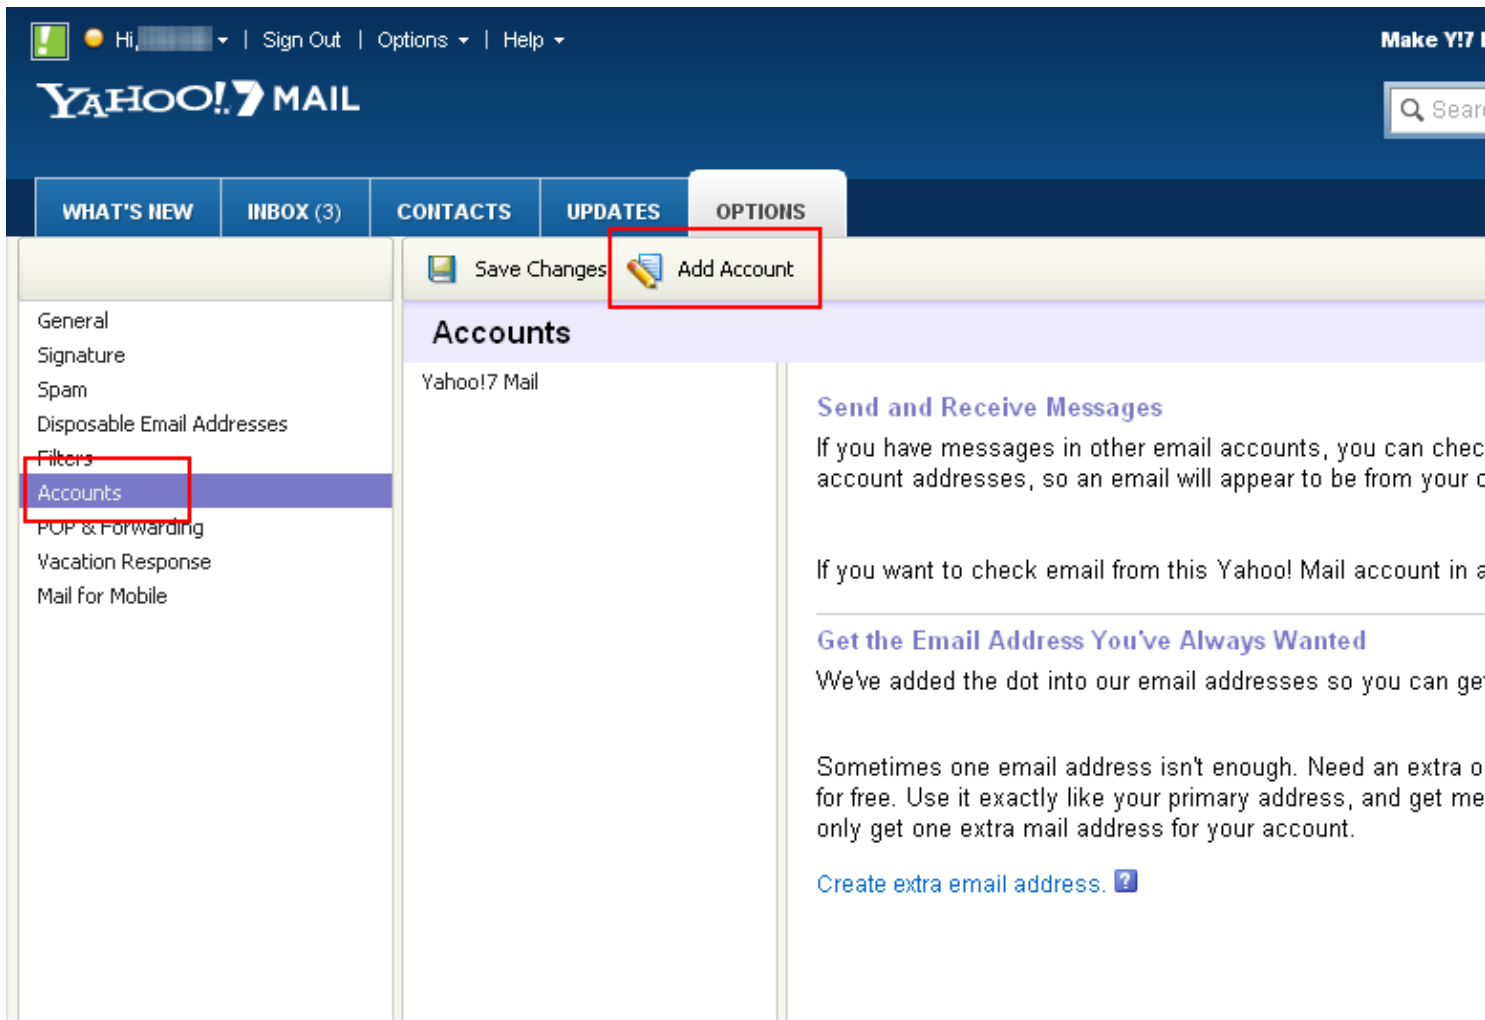 Hi, | Sign Out | Options | Help
Make Y!7
YAHOO!7 MAIL
WHAT'S NEW INBOX (3) CONTACTS UPDATES OPTIONS
Save Changes Add Account
General
Signature
Spam
Disposable Email Addresses
Filters
Accounts
POP & Forwarding
Vacation Response
Mail for Mobile
Accounts
Yahoo!7 Mail
Send and Receive Messages
If you have messages in other email accounts, you can
account addresses, so an email will appear to be from your
If you want to check email from this Yahoo! Mail account in
Get the Email Address You've Always Wanted
We've added the dot into our email addresses so you can
Sometimes one email address isn't enough. Need an extra
for free. Use it exactly like your primary address, and get
only get one extra mail address for your account.
Create extra email address. ?